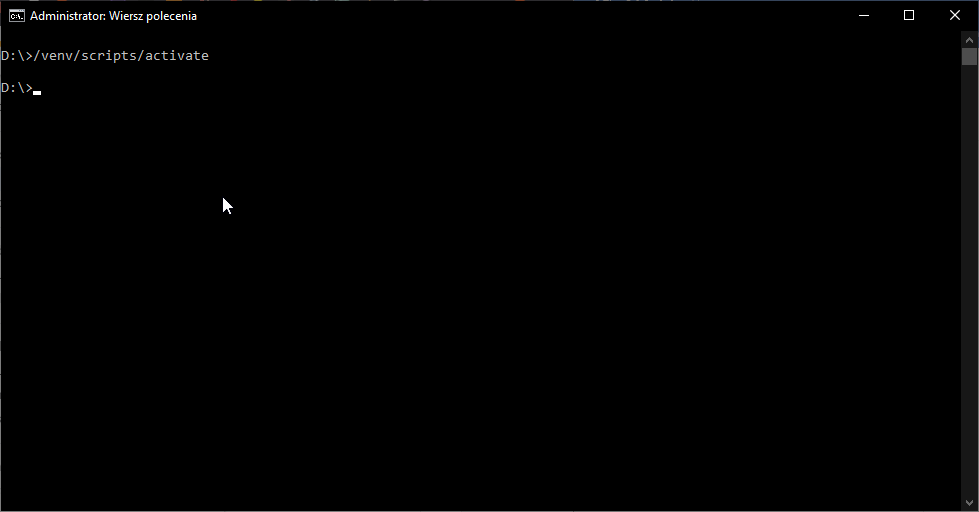 Administrator: Wiersz polecenia
D:\>/venv/scripts/activate
D:\>